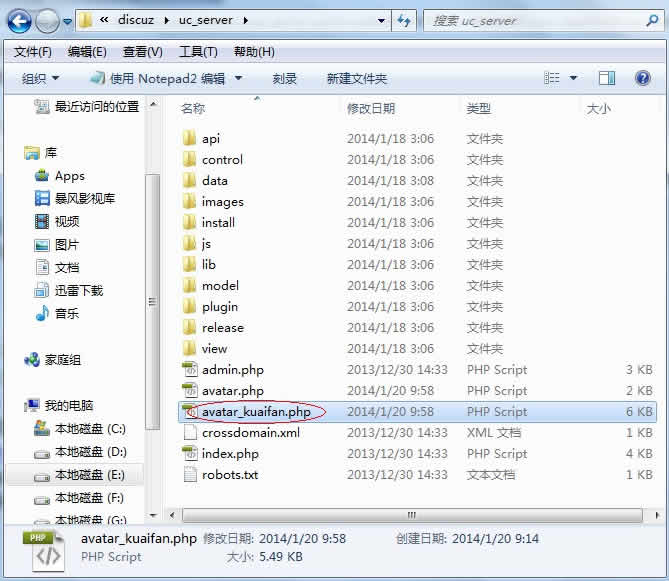 « discuz ▸ uc_server ▸
搜索 uc_server
文件(F) 编辑(E) 查看(V) 工具(T) 帮助(H)
组织 使用 Notepad2 编辑 刻录 新建文件夹
最近访问的位置
库
Apps
暴风影视库
视频
图片
文档
迅雷下载
音乐
家庭组
我的电脑
本地磁盘 (C:)
本地磁盘 (D:)
本地磁盘 (E:)
本地磁盘 (F:)
本地磁盘 (G:)
名称 修改日期 类型 大小
api 2014/1/18 3:06 文件夹
control 2014/1/18 3:06 文件夹
data 2014/1/18 3:08 文件夹
images 2014/1/18 3:06 文件夹
install 2014/1/18 3:06 文件夹
js 2014/1/18 3:06 文件夹
lib 2014/1/18 3:06 文件夹
model 2014/1/18 3:06 文件夹
plugin 2014/1/18 3:06 文件夹
release 2014/1/18 3:06 文件夹
view 2014/1/18 3:06 文件夹
admin.php 2013/12/30 14:33 PHP Script 3 KB
avatar.php 2014/1/20 9:58 PHP Script 2 KB
avatar_kuaifan.php 2014/1/20 9:58 PHP Script 6 KB
crossdomain.xml 2013/12/30 14:33 XML 文档 1 KB
index.php 2013/12/30 14:33 PHP Script 4 KB
robots.txt 2013/12/30 14:33 文本文档 1 KB
PHP
avatar_kuaifan.php 修改日期: 2014/1/20 9:58 创建日期: 2014/1/20 9:14
PHP Script 大小: 5.49 KB